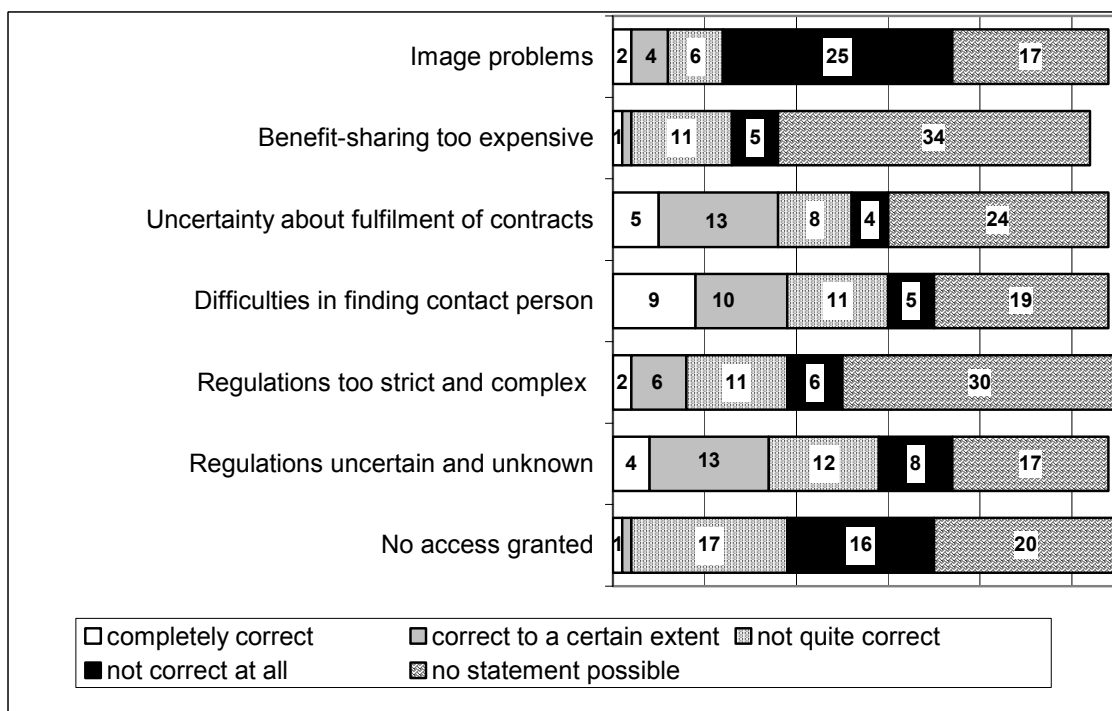 Image problems 2 4 6 25 17
Benefit-sharing too expensive 1 11 5 34
Uncertainty about fulfilment of contracts 5 13 8 4 24
Difficulties in finding contact person 9 10 11 5 19
Regulations too strict and complex 2 6 11 6 30
Regulations uncertain and unknown 4 13 12 8 17
No access granted 1 17 16 20
completely correct correct to a certain extent not quite correct
not correct at all no statement possible